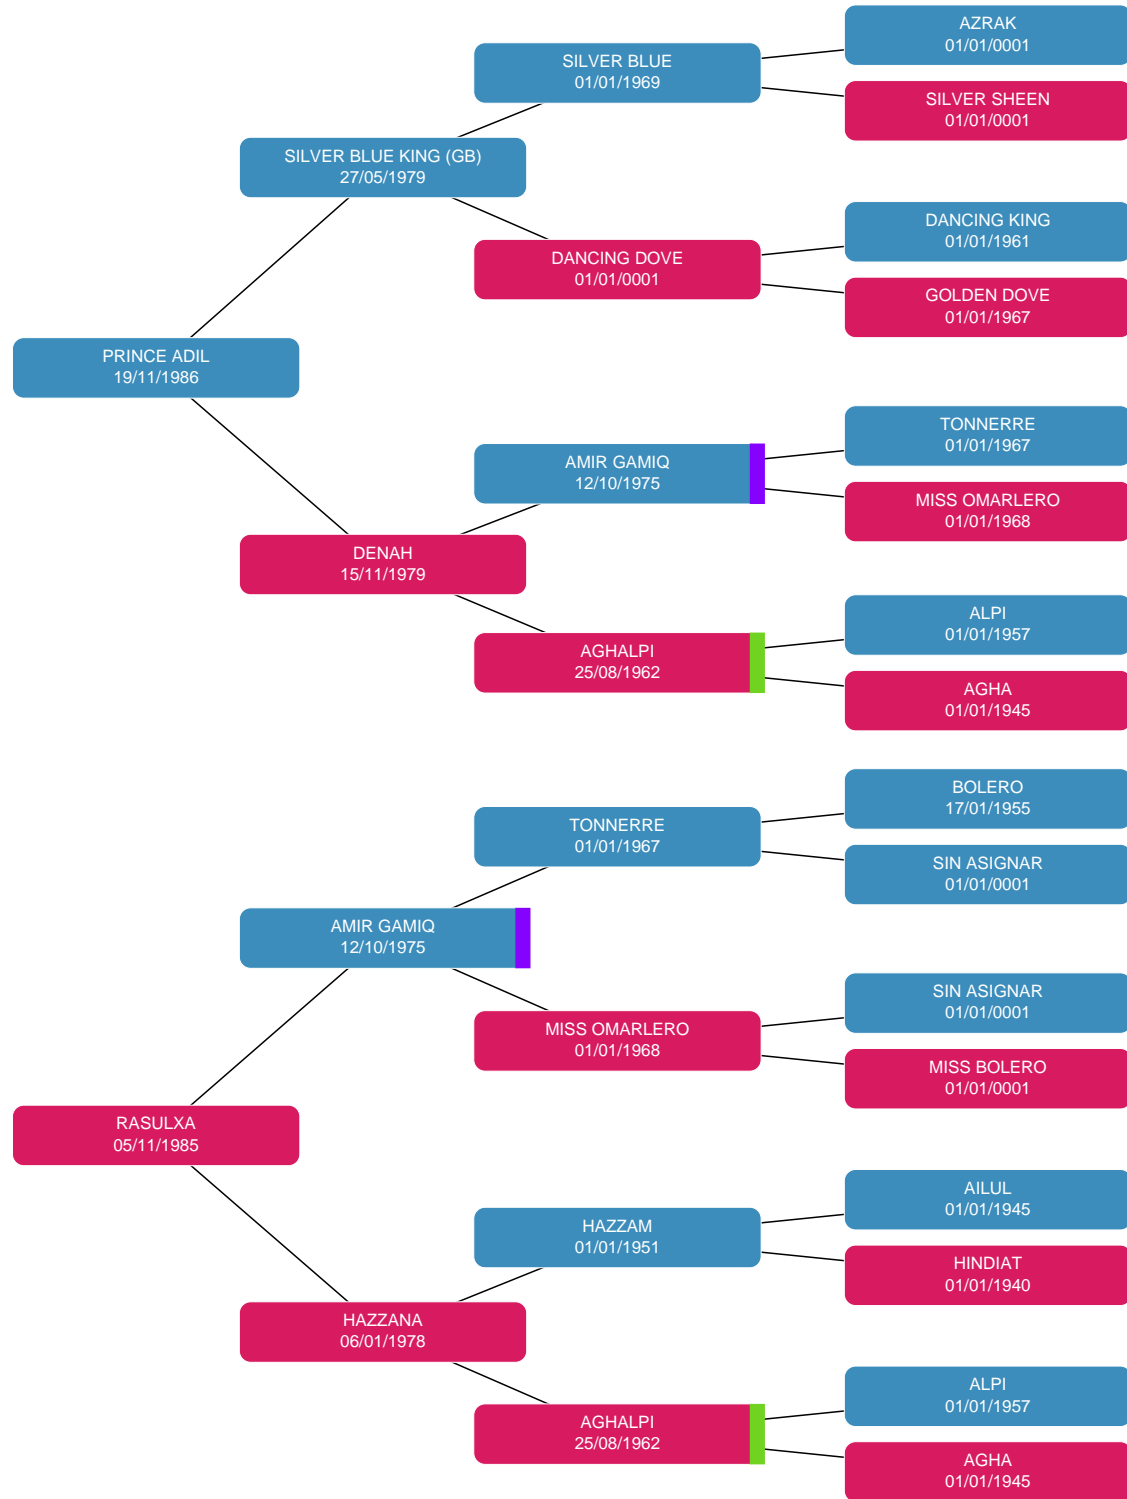 AZRAK
01/01/0001
SILVER BLUE
01/01/1969
SILVER SHEEN
01/01/0001
SILVER BLUE KING (GB)
27/05/1979
DANCING KING
01/01/1961
DANCING DOVE
01/01/0001
GOLDEN DOVE
01/01/1967
PRINCE ADIL
19/11/1986
TONNERRE
01/01/1967
AMIR GAMIQ
12/10/1975
MISS OMARLERO
01/01/1968
DENAH
15/11/1979
ALPI
01/01/1957
AGHALPI
25/08/1962
AGHA
01/01/1945
BOLERO
17/01/1955
TONNERRE
01/01/1967
SIN ASIGNAR
01/01/0001
AMIR GAMIQ
12/10/1975
SIN ASIGNAR
01/01/0001
MISS OMARLERO
01/01/1968
MISS BOLERO
01/01/0001
RASULXA
05/11/1985
AILUL
01/01/1945
HAZZAM
01/01/1951
HINDIAT
01/01/1940
HAZZANA
06/01/1978
ALPI
01/01/1957
AGHALPI
25/08/1962
AGHA
01/01/1945